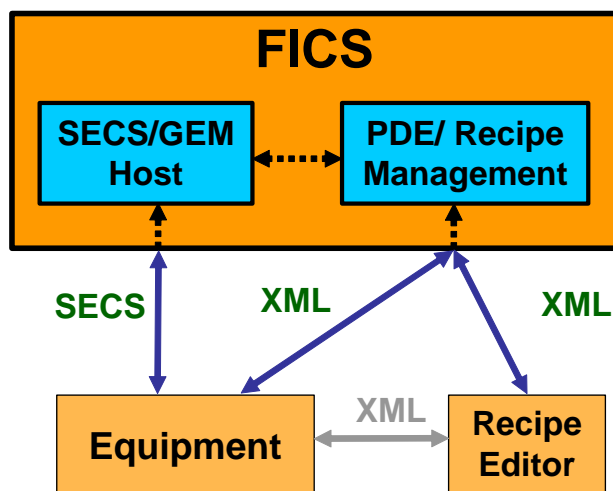 FICS
SECS/GEM
Host
PDE/ Recipe
Management
SECS
XML
XML
Equipment
XML
Recipe
Editor